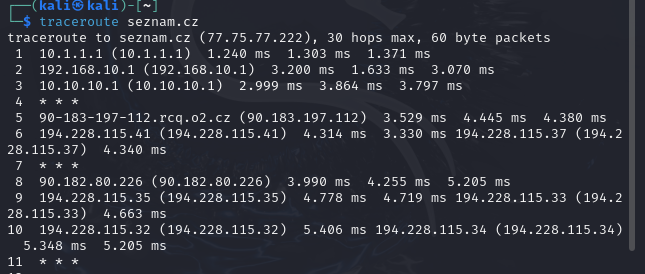 ┌──(kali㉿kali)-[~]
└─$ traceroute seznam.cz
traceroute to seznam.cz (77.75.77.222), 30 hops max, 60 byte packets
 1  10.1.1.1 (10.1.1.1)  1.240 ms  1.303 ms  1.371 ms
 2  192.168.10.1 (192.168.10.1)  3.200 ms  1.633 ms  3.070 ms
 3  10.10.10.1 (10.10.10.1)  2.999 ms  3.864 ms  3.797 ms
 4  * * *
 5  90-183-197-112.rcq.o2.cz (90.183.197.112)  3.529 ms  4.445 ms  4.380 ms
 6  194.228.115.41 (194.228.115.41)  4.314 ms  3.330 ms 194.228.115.37 (194.2
28.115.37)  4.340 ms
 7  * * *
 8  90.182.80.226 (90.182.80.226)  3.990 ms  4.255 ms  5.205 ms
 9  194.228.115.35 (194.228.115.35)  4.778 ms  4.719 ms 194.228.115.33 (194.2
28.115.33)  4.663 ms
10  194.228.115.32 (194.228.115.32)  5.406 ms 194.228.115.34 (194.228.115.34)
  5.348 ms  5.205 ms
11  * * *